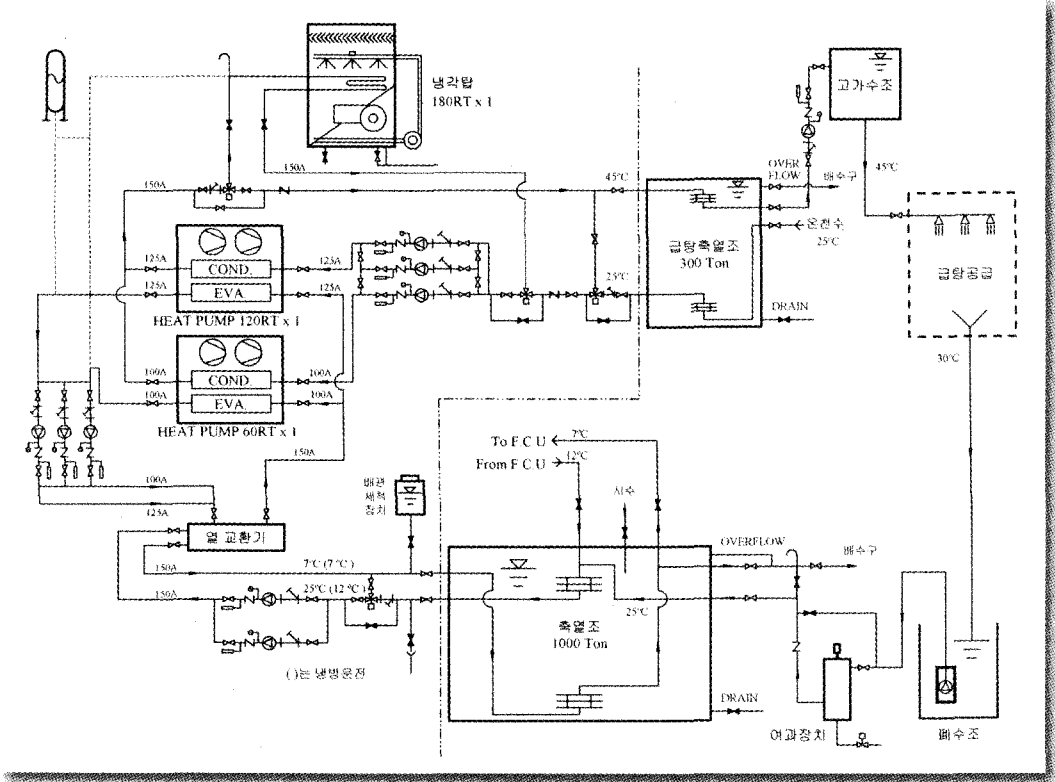 냉각탑
180RT x 1
고가수조
150A
150A
45℃
OVER
FLOW
배수구
45℃
온천수
25℃
급탕축열조
300 Ton
급탕공급
125A
COND.
125A
125A
EVA.
125A
25℃
DRAIN
HEAT PUMP 120RT x 1
30℃
100A
COND.
100A
100A
EVA.
100A
HEAT PUMP 60RT x 1
To F C U
7℃
From F C U
12℃
150A
배관
세척
장치
시수
100A
125A
열 교환기
OVERFLOW
배수구
150A
7℃ (7 ℃)
150A
25℃ (12 ℃)
25℃
축열조
1000 Ton
( )는 냉방운전
DRAIN
여과장치
폐수조